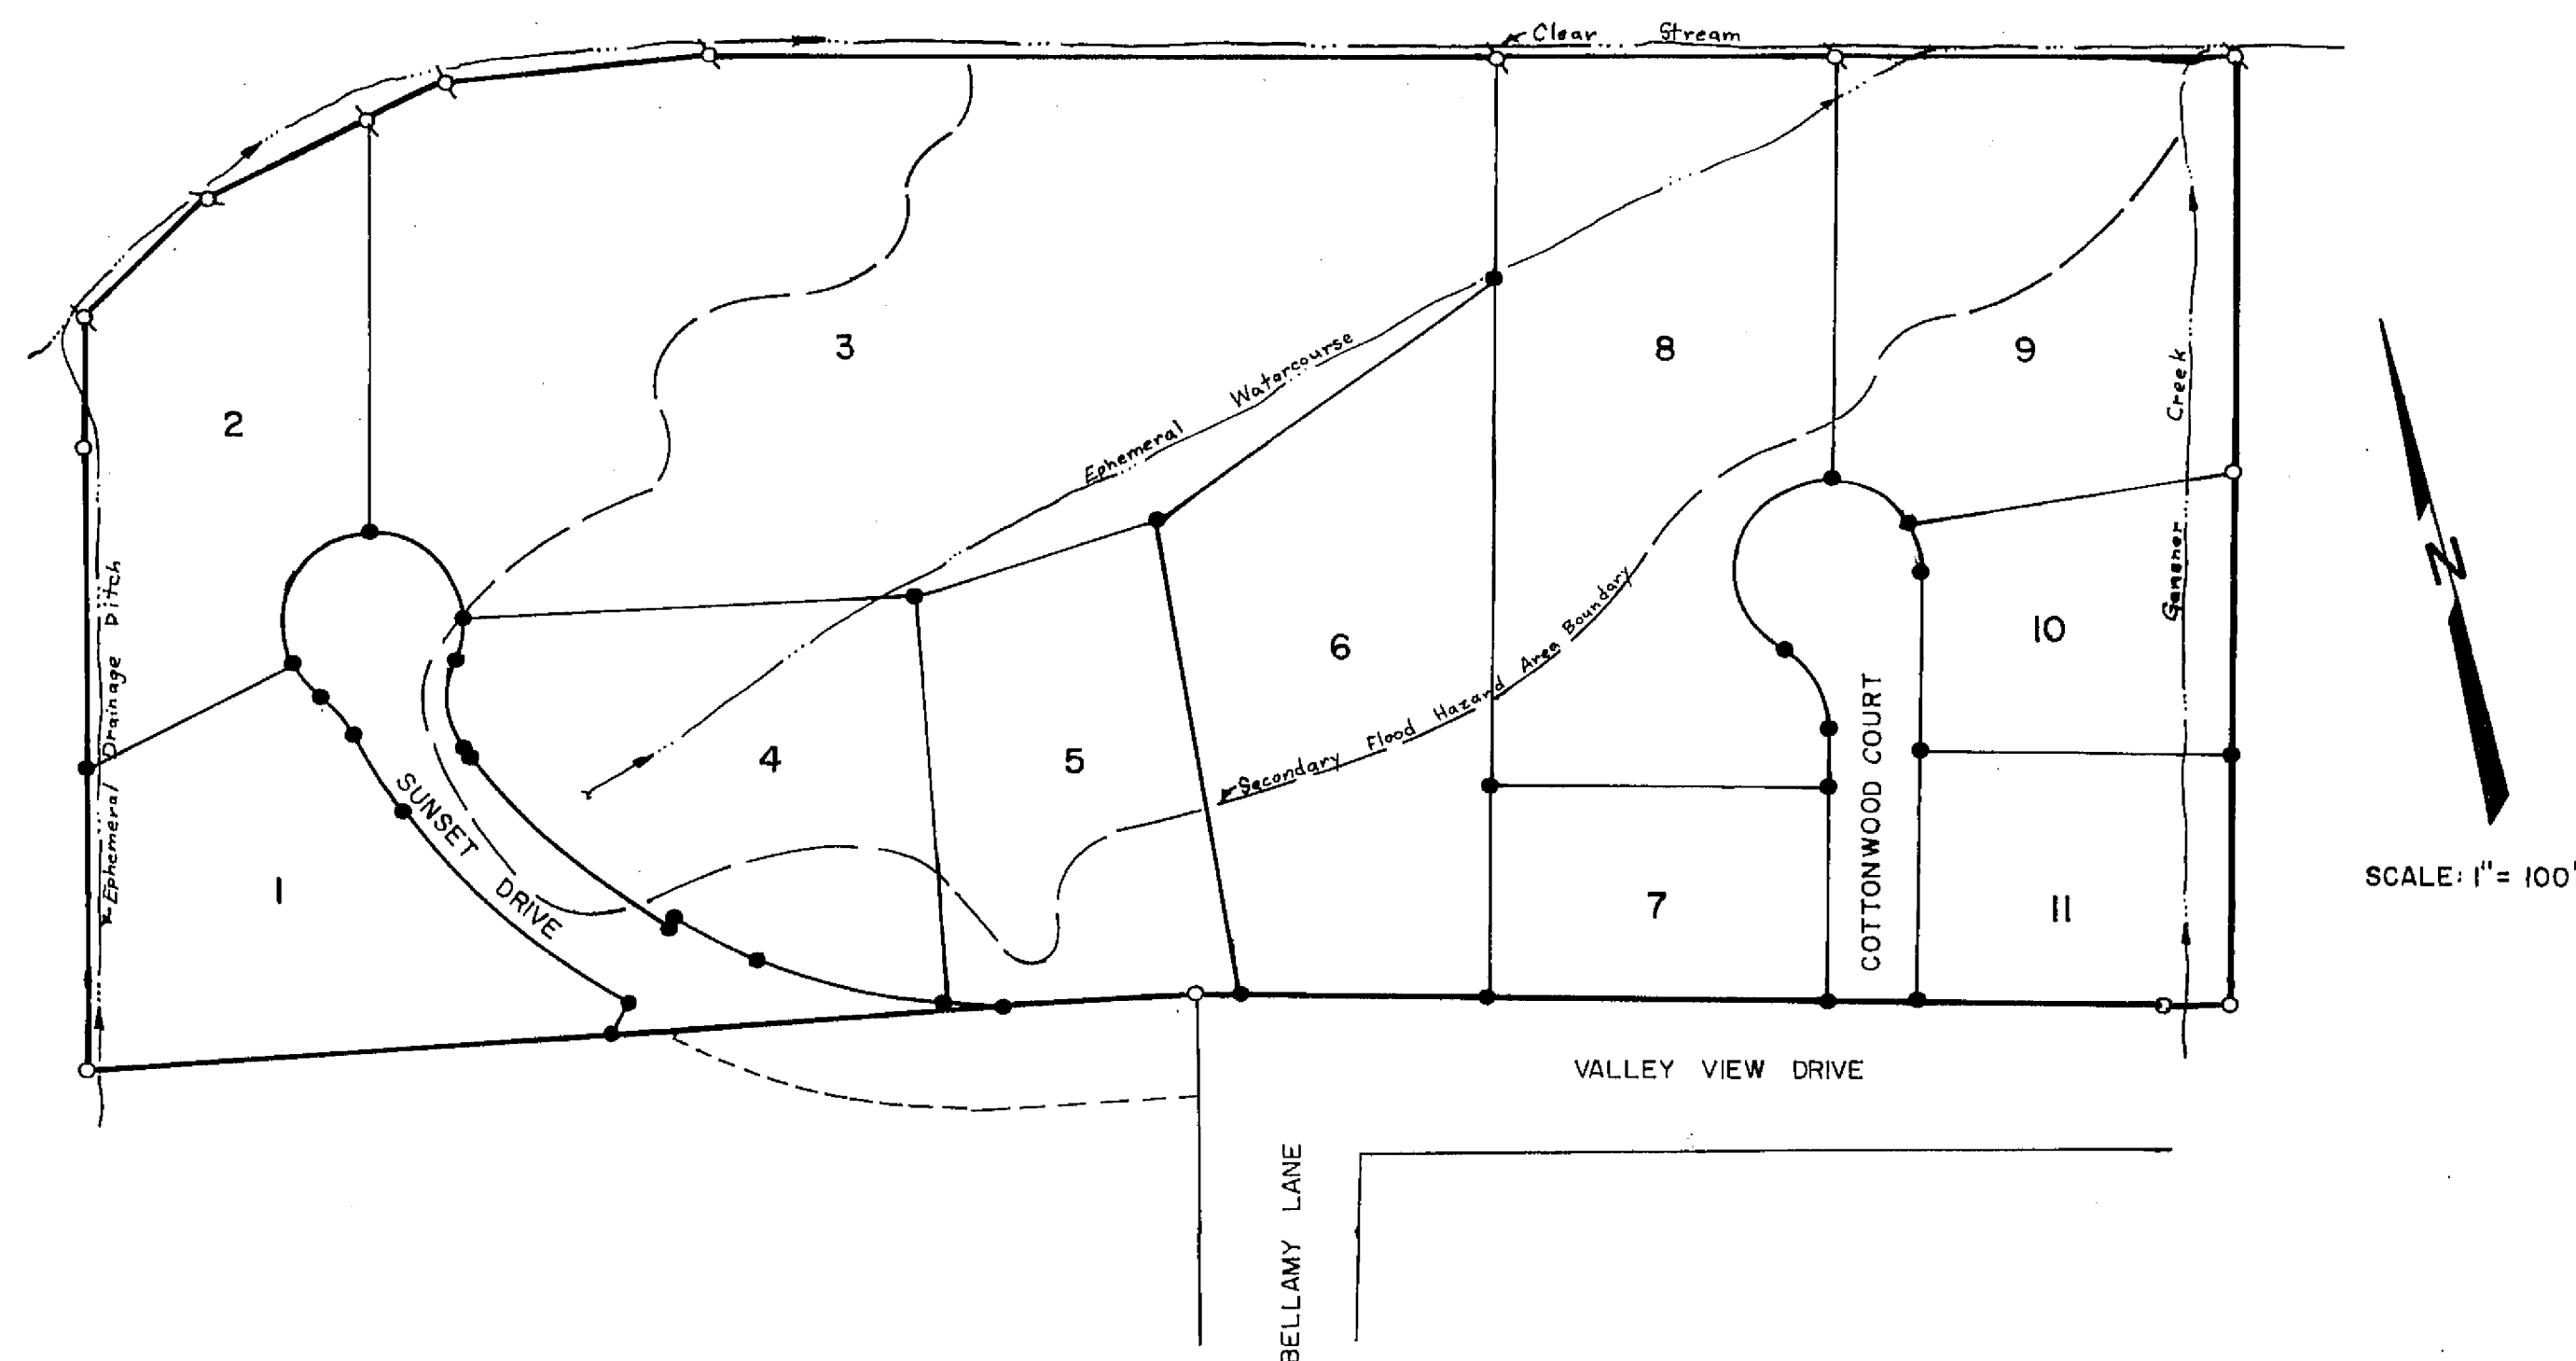 Clear Stream
3
8
9
2
Ephemeral Watercourse
Creek
Gansner
N
Ephemeral Drainage Ditch
10
6
Secondary Flood Hazard Area Boundary
4
5
SUNSET DRIVE
COTTONWOOD COURT
SCALE: 1" = 100'
1
7
11
VALLEY VIEW DRIVE
BELLAMY LANE